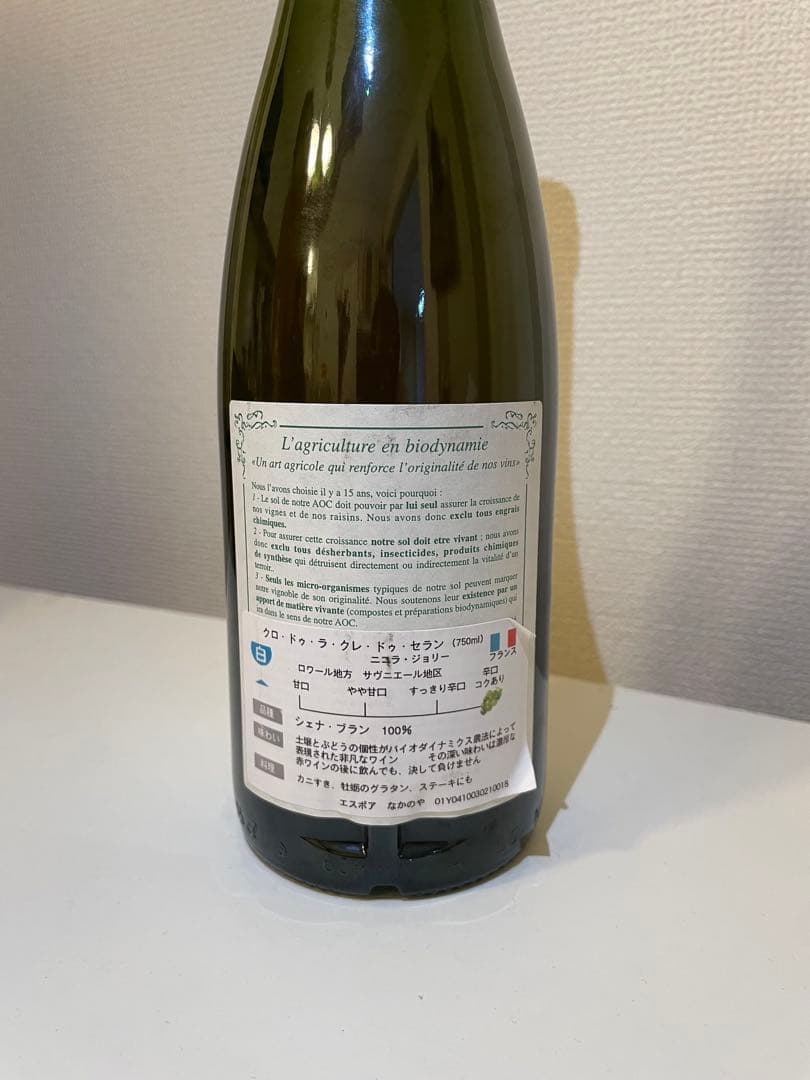 L'agriculture en biodynamie
«Un art agricole qui renforce l'originalité de nos vins»
Nous l'avons choisie il y a 15 ans, voici pourquoi :
1 - Le sol de notre AOC doit pouvoir par lui seul assurer la croissance de
nos vignes et de nos raisins. Nous avons donc exclu tous engrais
chimiques.
2 - Pour assurer cette croissance notre sol doit etre vivant ; nous avons
donc exclu tous désherbants, insecticides, produits chimiques
de synthèse qui détruisent directement ou indirectement la vitalité d'un
terroir.
3 - Seuls les micro-organismes typiques de notre sol peuvent marquer
notre vignoble de son originalité. Nous soutenons leur existence par un
apport de matière vivante (compostes et préparations biodynamiques) qui
ira dans le sens de notre AOC.
クロ・ドゥ・ラ・クレ・ドゥ・セラン (750ml)
白
ニコラ・ジョリー
フランス
ロワール地方 サヴニエール地区
甘口 やや甘口 すっきり辛口 辛口
コクあり
品種 シェナ・ブラン 100%
味わい 土壌とぶどうの個性がバイオダイナミクス農法によって
表現された非凡なワイン その深い味わいは濃厚な
赤ワインの後に飲んでも、決して負けません
料理 カニすき、牡蛎のグラタン、ステーキにも
エスポア なかのや 01Y0410030210018